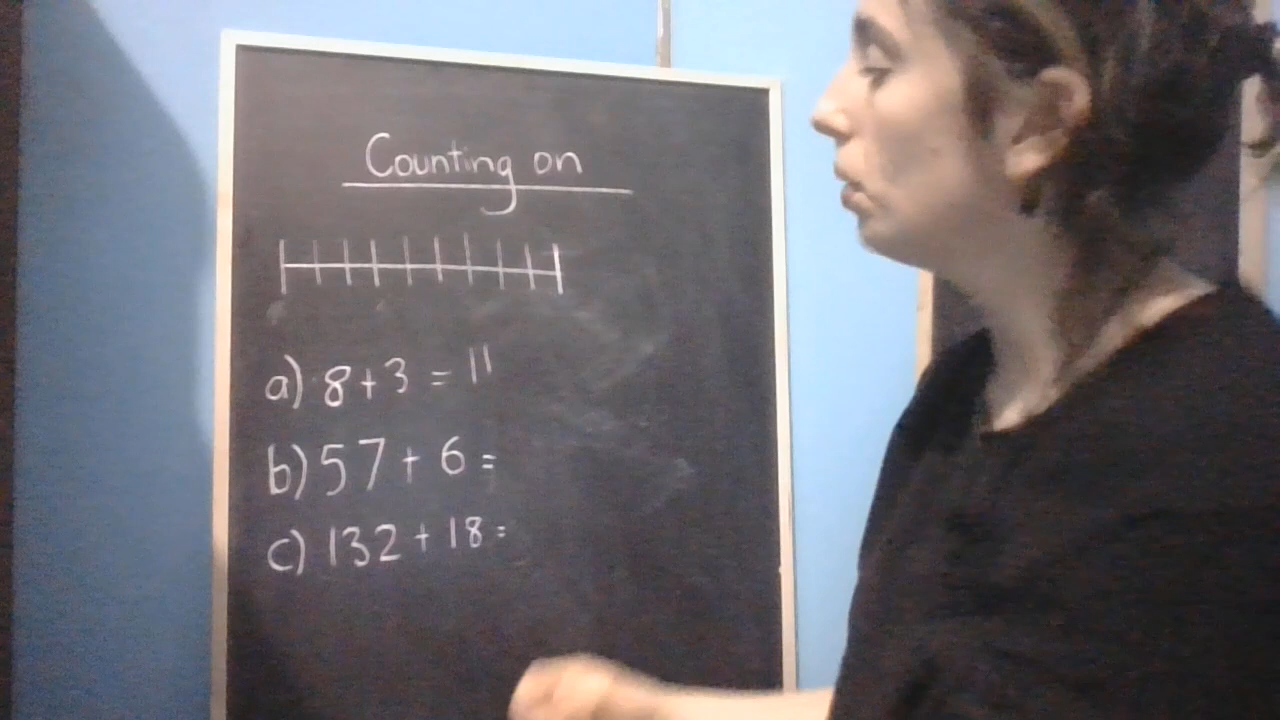 Counting on
a) 8 + 3 = 11
b) 57 + 6 =
c) 132 + 18 =